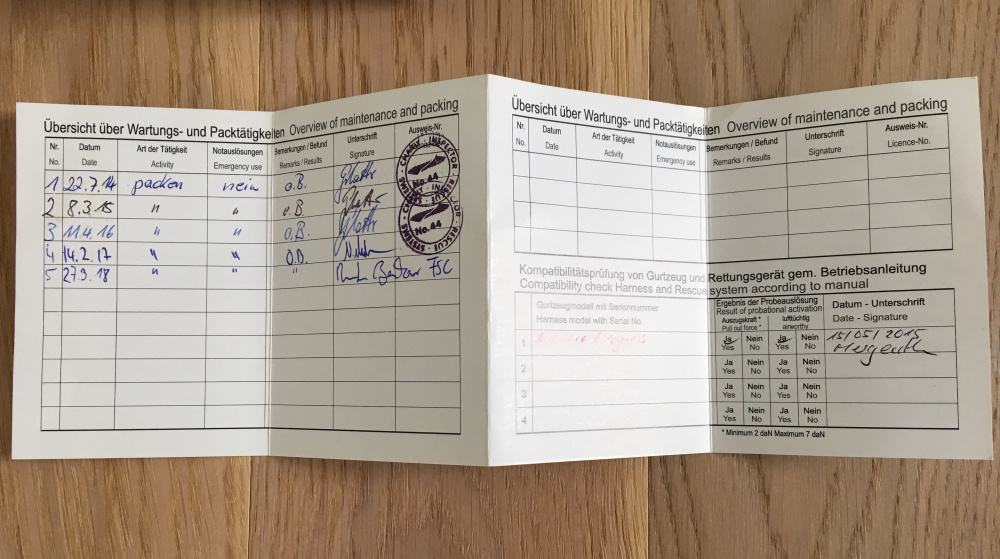 Übersicht über Wartungs- und Packtätigkeiten Overview of maintenance and packing
Nr. Datum Art der Tätigkeit Notauslösungen Bemerkungen / Befund Unterschrift Ausweis-Nr.
No. Date Activity Emergency use Remarks / Results Signature
1 22.7.14 packen nein o.B.
2 8.3.15 " " o.B.
3 11.4.16 " " o.B.
4 14.2.17 " " o.B.
5 27.9.18 " " " FSC
CHARLY INSPECTOR RESCUE SYSTEMS
No. 44
No. 44
Übersicht über Wartungs- und Packtätigkeiten Overview of maintenance and packing
Nr. Datum Art der Tätigkeit Notauslösungen Bemerkungen / Befund Unterschrift Ausweis-Nr.
No. Date Activity Emergency use Remarks / Results Signature Licence-No.
Kompatibilitätsprüfung von Gurtzeug und Rettungsgerät gem. Betriebsanleitung
Compatibility check Harness and Rescue system according to manual
Gurtzeugmodell mit Seriennummer
Harness model with Serial No.
Ergebnis der Probeauslösung
Result of probational activation
Auszugskraft * lufttüchtig
Pull out force * airworthy
Datum - Unterschrift
Date - Signature
1 Ja Nein Ja Nein 15/05/2015
Yes No Yes No
2 Ja Nein Ja Nein
Yes No Yes No
3 Ja Nein Ja Nein
Yes No Yes No
4 Ja Nein Ja Nein
Yes No Yes No
* Minimum 2 daN Maximum 7 daN